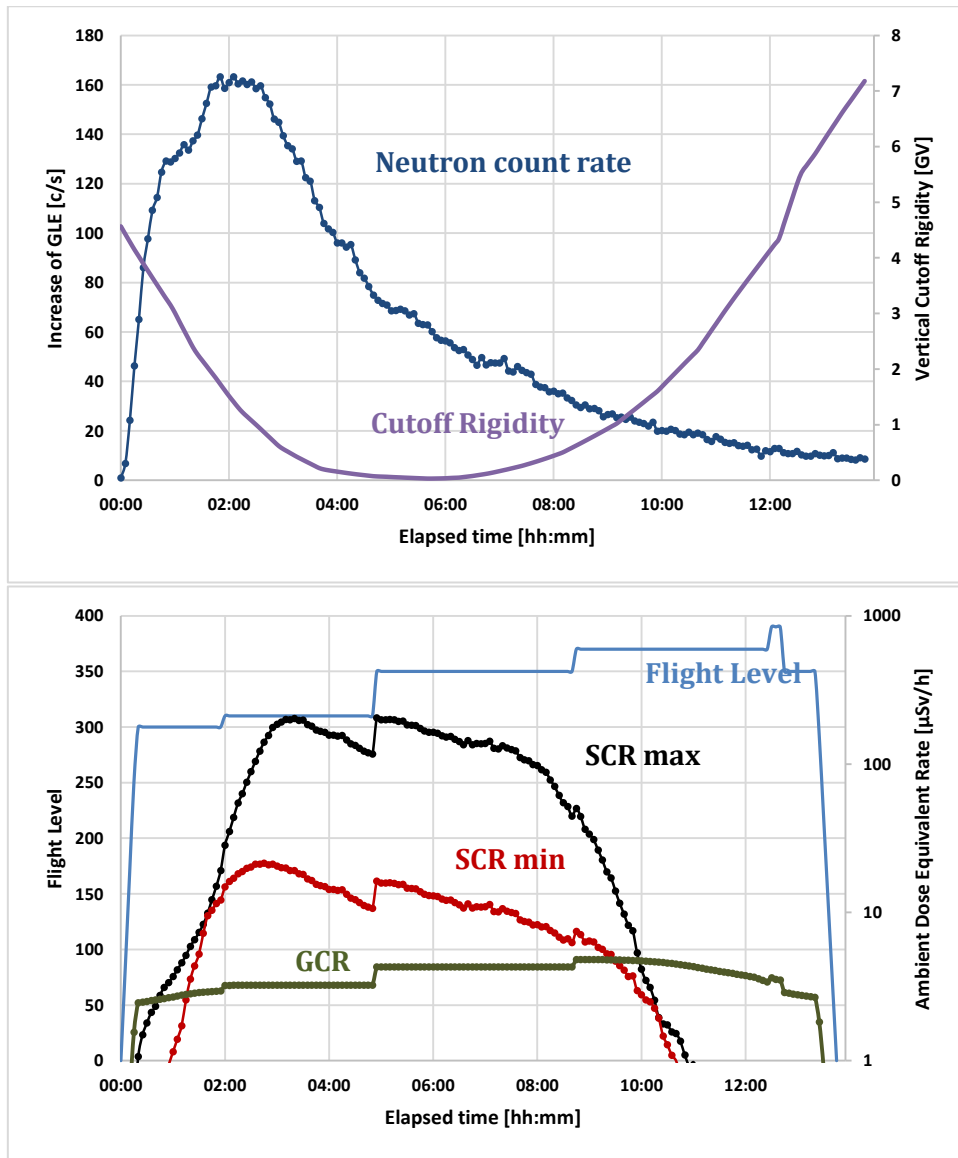 180
160
140
120
100
80
60
40
20
0
Increase of GLE [c/s]
8
7
6
5
4
3
2
1
0
Vertical Cutoff Rigidity [GV]
Neutron count rate
Cutoff Rigidity
00:00 02:00 04:00 06:00 08:00 10:00 12:00
Elapsed time [hh:mm]
400
350
300
250
200
150
100
50
0
Flight Level
1000
100
10
1
Ambient Dose Equivalent Rate [µSv/h]
Flight Level
SCR max
SCR min
GCR
00:00 02:00 04:00 06:00 08:00 10:00 12:00
Elapsed time [hh:mm]